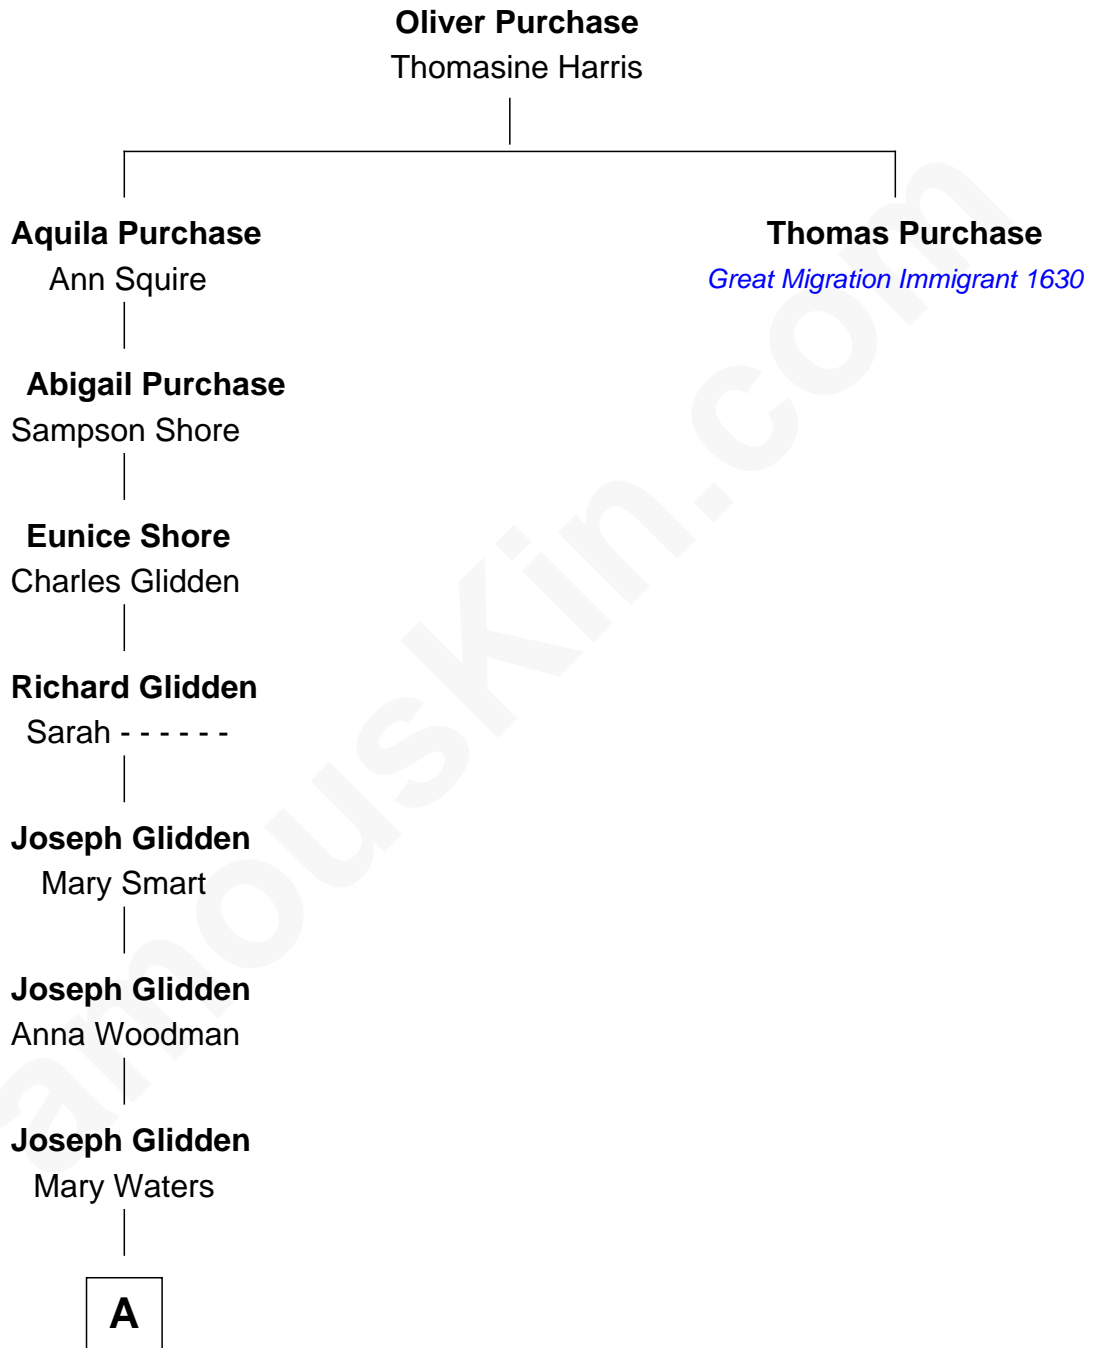 Oliver Purchase
Thomasine Harris
Aquila Purchase
Ann Squire
Thomas Purchase
Great Migration Immigrant 1630
Abigail Purchase
Sampson Shore
Eunice Shore
Charles Glidden
Richard Glidden
Sarah - - - - - -
Joseph Glidden
Mary Smart
Joseph Glidden
Anna Woodman
Joseph Glidden
Mary Waters
A
amousKin.com